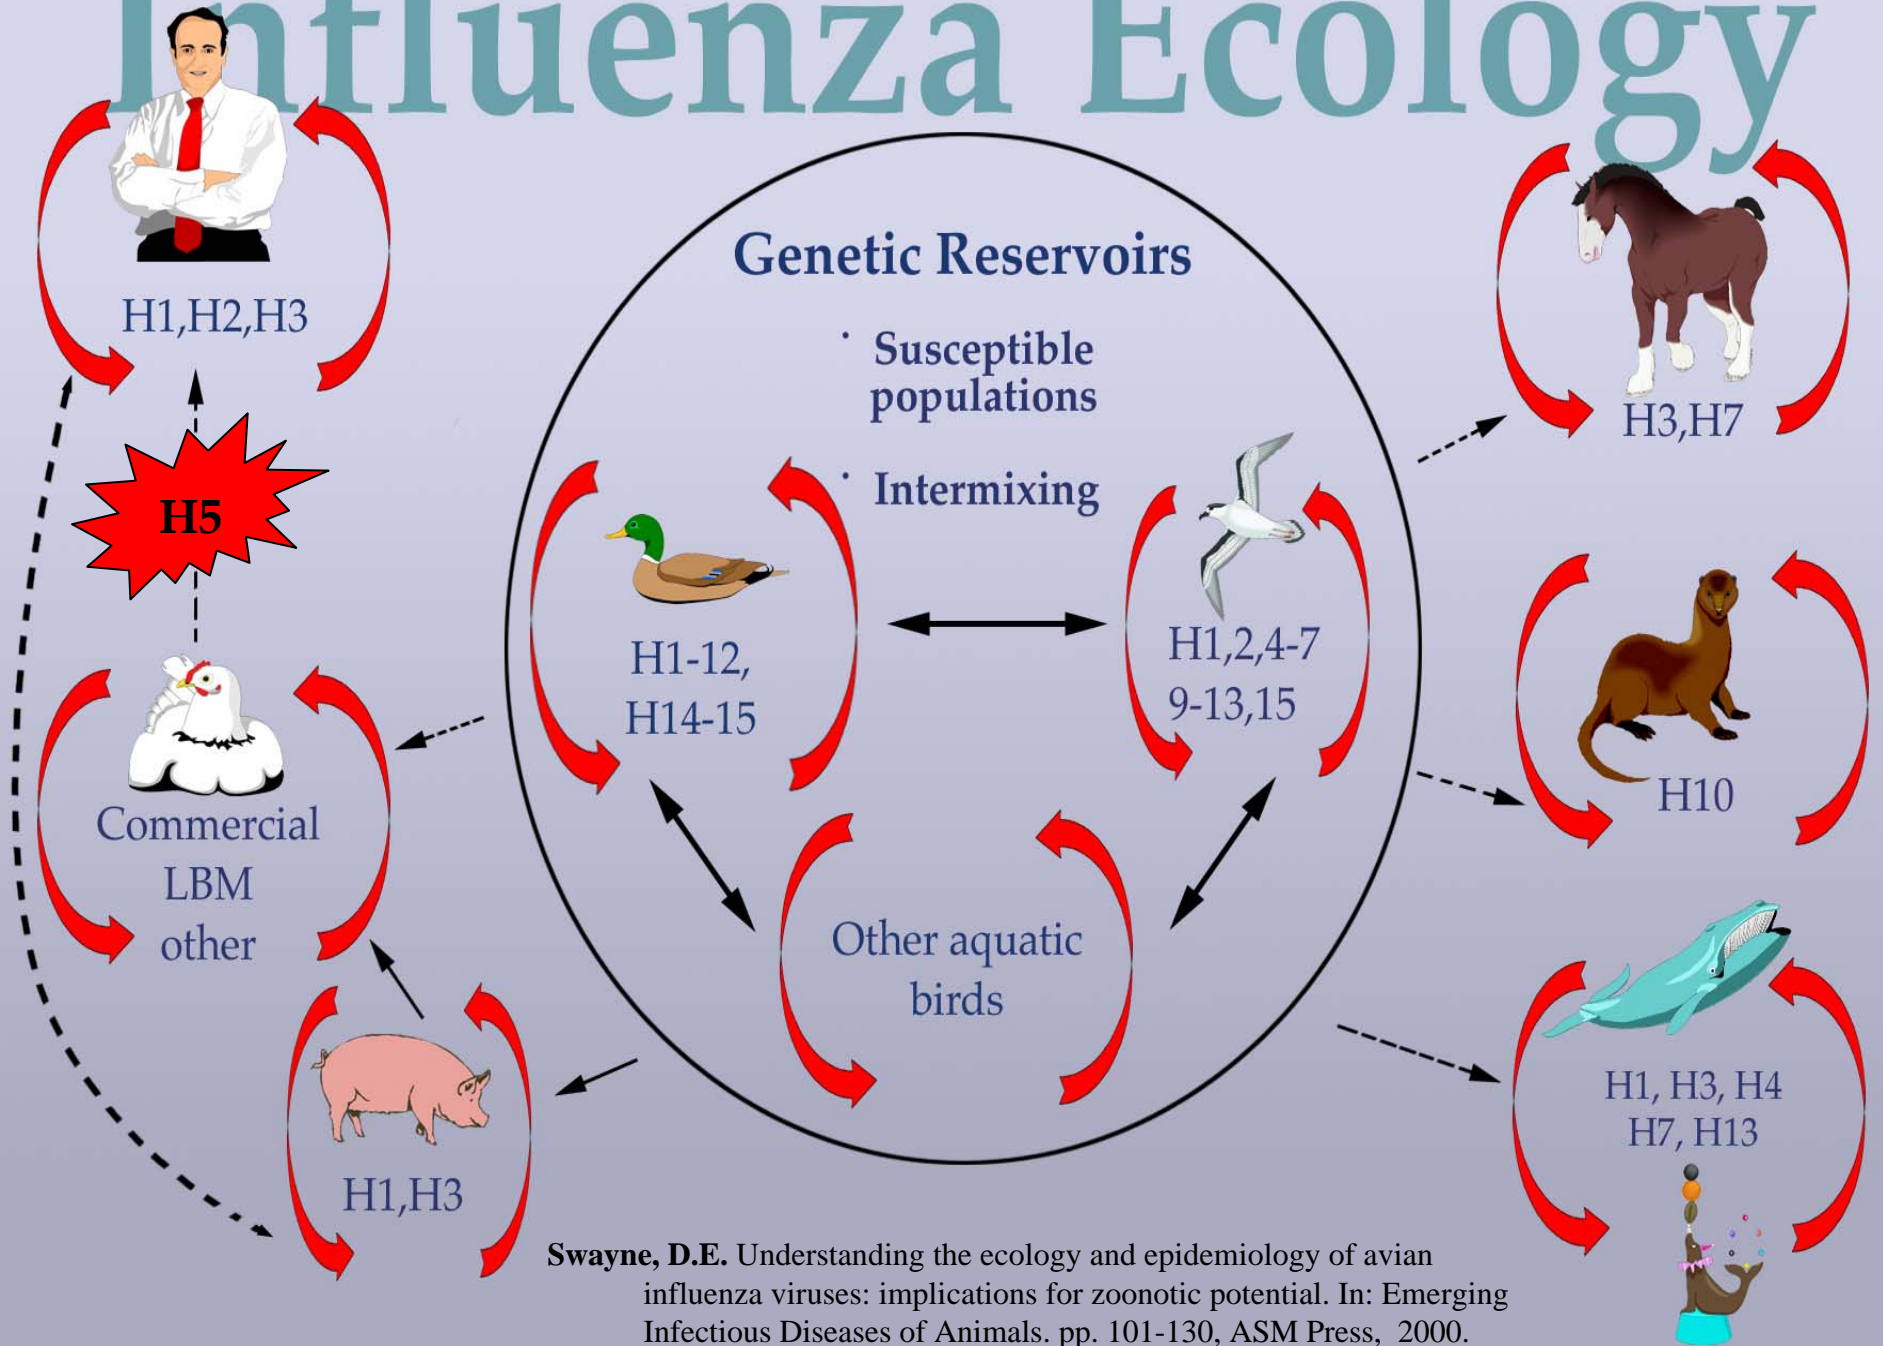 Influenza Ecology
Genetic Reservoirs
· Susceptible
populations
· Intermixing
H1,H2,H3
H5
Commercial
LBM
other
H1,H3
H1-12,
H14-15
H1,2,4-7
9-13,15
Other aquatic
birds
H3,H7
H10
H1, H3, H4
H7, H13
Swayne, D.E. Understanding the ecology and epidemiology of avian
influenza viruses: implications for zoonotic potential. In: Emerging
Infectious Diseases of Animals. pp. 101-130, ASM Press, 2000.